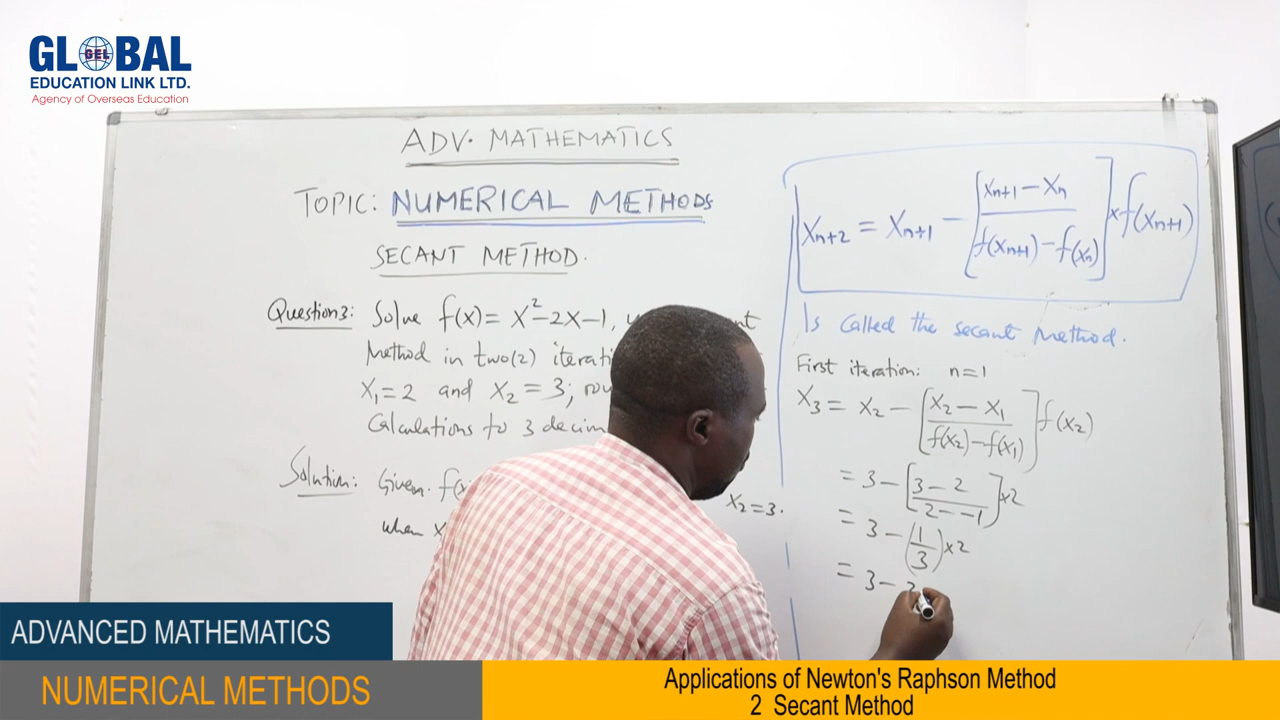 GLOBAL
GEL
EDUCATION LINK LTD.
Agency of Overseas Education
ADV. MATHEMATICS
TOPIC: NUMERICAL METHODS
SECANT METHOD.
Question3: Solve f(x) = x²-2x-1,
Method in two(2)
x₁=2 and x₂=3;
Calculations to 3
Solution: Given. f(x
when x
x₂=3.
xₙ₊₂ = xₙ₊₁ - [xₙ₊₁ - xₙ / f(xₙ₊₁) - f(xₙ)] × f(xₙ₊₁)
Is called the secant Method.
First iteration: n=1
x₃ = x₂ - [x₂ - x₁ / f(x₂) - f(x₁)] f(x₂)
= 3 - [3 - 2 / 2 - -1] ×2
= 3 - (1/3) ×2
= 3 -
ADVANCED MATHEMATICS
NUMERICAL METHODS
Applications of Newton's Raphson Method
2 Secant Method